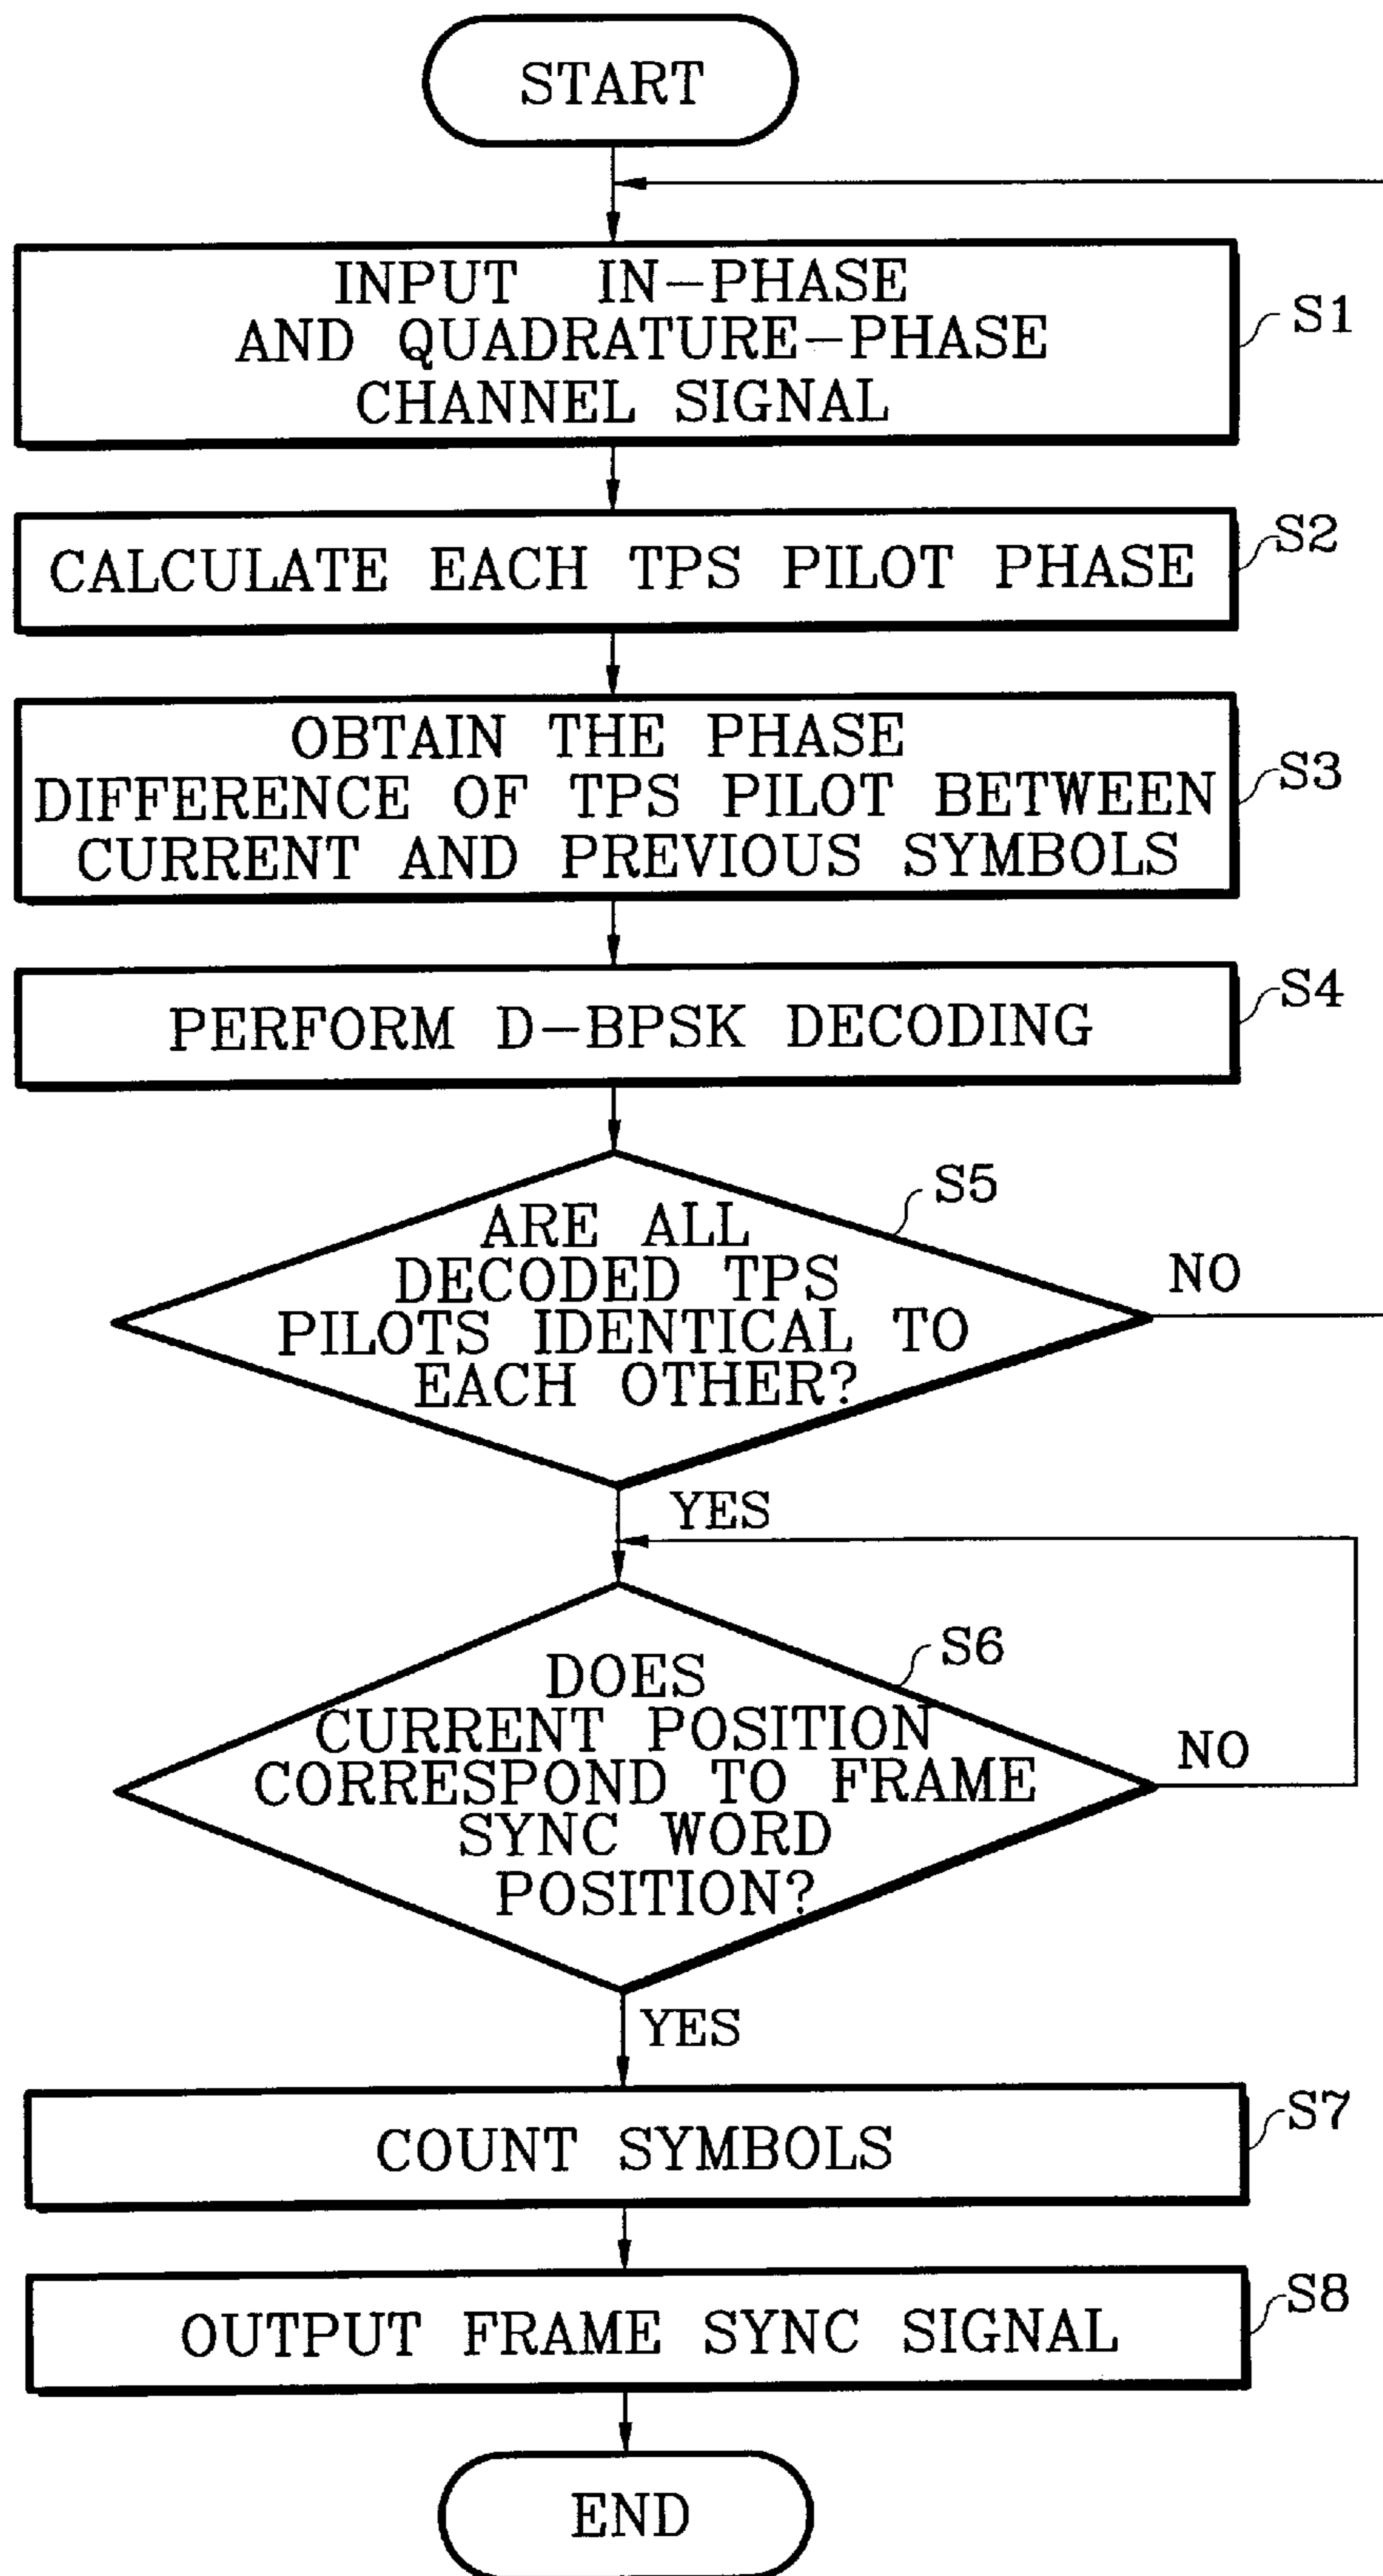 START
INPUT IN-PHASE
AND QUADRATURE-PHASE
CHANNEL SIGNAL
S1
CALCULATE EACH TPS PILOT PHASE
S2
OBTAIN THE PHASE
DIFFERENCE OF TPS PILOT BETWEEN
CURRENT AND PREVIOUS SYMBOLS
S3
PERFORM D-BPSK DECODING
S4
ARE ALL
DECODED TPS
PILOTS IDENTICAL TO
EACH OTHER?
S5
NO
YES
DOES
CURRENT POSITION
CORRESPOND TO FRAME
SYNC WORD
POSITION?
S6
NO
YES
COUNT SYMBOLS
S7
OUTPUT FRAME SYNC SIGNAL
S8
END